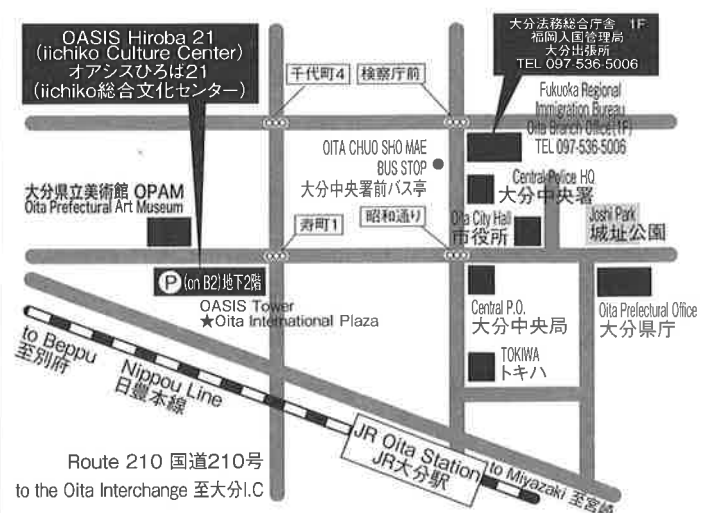 OASIS Hiroba 21
(iichiko Culture Center)
オアシスひろば21
(iichiko総合文化センター)
大分法務総合庁舎 1F
福岡入国管理局
大分出張所
TEL 097-536-5006
千代町4
検察庁前
Fukuoka Regional
Immigration Bureau
Oita Branch Office(1F)
TEL 097-536-5006
OITA CHUO SHO MAE
BUS STOP
大分中央署前バス亭
Central Police HQ
大分中央署
大分県立美術館 OPAM
Oita Prefectural Art Museum
寿町1
昭和通り
Oita City Hall
市役所
Joshi Park
城址公園
P (on B2)地下2階
OASIS Tower
★Oita International Plaza
Central P.O.
大分中央局
Oita Prefectural Office
大分県庁
to Beppu
至別府
Nippou Line
日豊本線
TOKIWA
トキハ
JR Oita Station
JR大分駅
to Miyazaki 至宮崎
Route 210 国道210号
to the Oita Interchange 至大分I.C